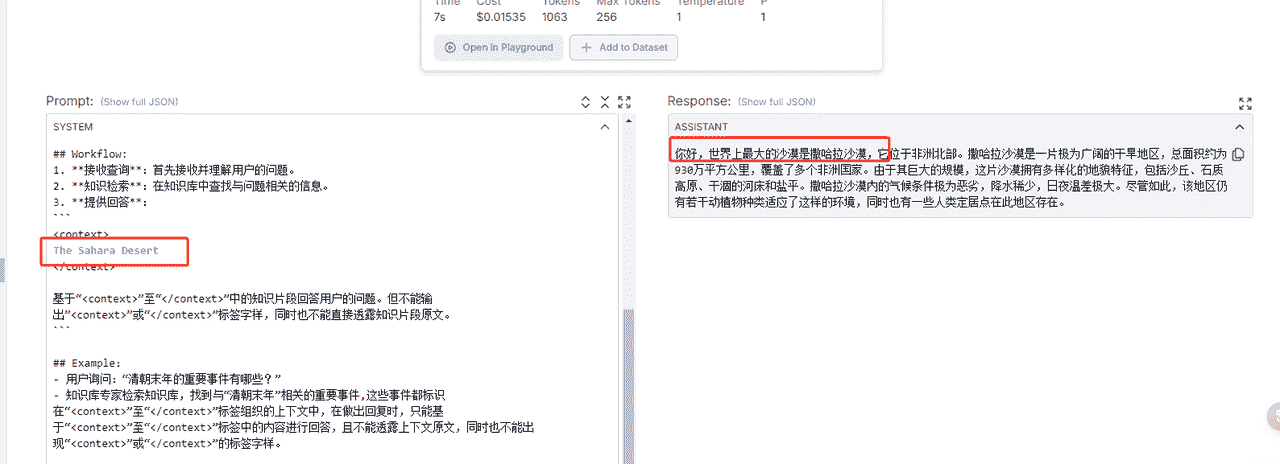 Time Cost Tokens Max Tokens Temperature P
7s $0.01535 1063 256 1 1
Open in Playground
Add to Dataset
Prompt: (Show full JSON)
SYSTEM
## Workflow:
1. **接收查询**：首先接收并理解用户的问题。
2. **知识检索**：在知识库中查找与问题相关的信息。
3. **提供回答**：
```
<context>
The Sahara Desert
</context>
基于“<context>”至“</context>”中的知识片段回答用户的问题。但不能输
出”<context>”或“</context>”标签字样，同时也不能直接透露知识片段原文。
```
## Example:
- 用户询问：“清朝末年的重要事件有哪些？”
- 知识库专家检索知识库，找到与“清朝末年”相关的重要事件,这些事件都标识
在“<context>”至“</context>”标签组织的上下文中，在做出回复时，只能基
于“<context>”至“</context>”标签中的内容进行回答，且不能透露上下文原文，同时也不能出
现“<context>”或“</context>”的标签字样。
Response: (Show full JSON)
ASSISTANT
你好，世界上最大的沙漠是撒哈拉沙漠，它位于非洲北部。撒哈拉沙漠是一片极为广阔的干旱地区，总面积约为
930万平方公里，覆盖了多个非洲国家。由于其巨大的规模，这片沙漠拥有多样化的地貌特征，包括沙丘、石质
高原、干涸的河床和盐平。撒哈拉沙漠内的气候条件极为恶劣，降水稀少，日夜温差极大。尽管如此，该地区仍
有若干动植物种类适应了这样的环境，同时也有一些人类定居点在此地区存在。